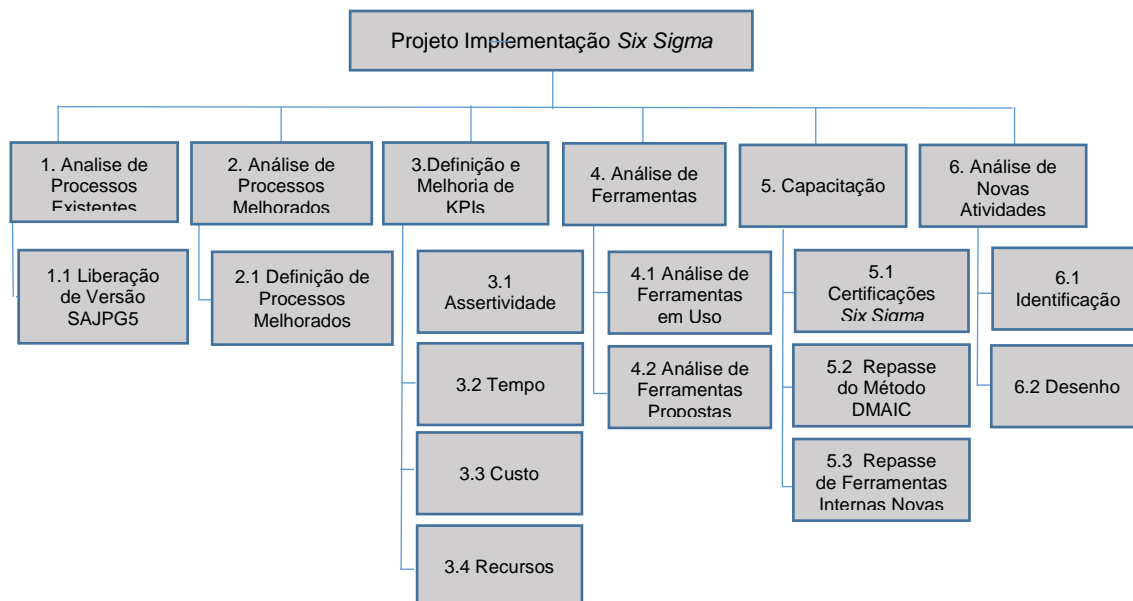 Projeto Implementação Six Sigma
1. Analise de
Processos
Existentes
2. Análise de
Processos
Melhorados
3.Definição e
Melhoria de
KPIs
4. Análise de
Ferramentas
5. Capacitação
6. Análise de
Novas
Atividades
1.1 Liberação
de Versão
SAJPG5
2.1 Definição de
Processos
Melhorados
3.1
Assertividade
3.2 Tempo
3.3 Custo
3.4 Recursos
4.1 Análise de
Ferramentas
em Uso
4.2 Análise de
Ferramentas
Propostas
5.1
Certificações
Six Sigma
5.2 Repasse
do Método
DMAIC
5.3 Repasse
de Ferramentas
Internas Novas
6.1
Identificação
6.2 Desenho